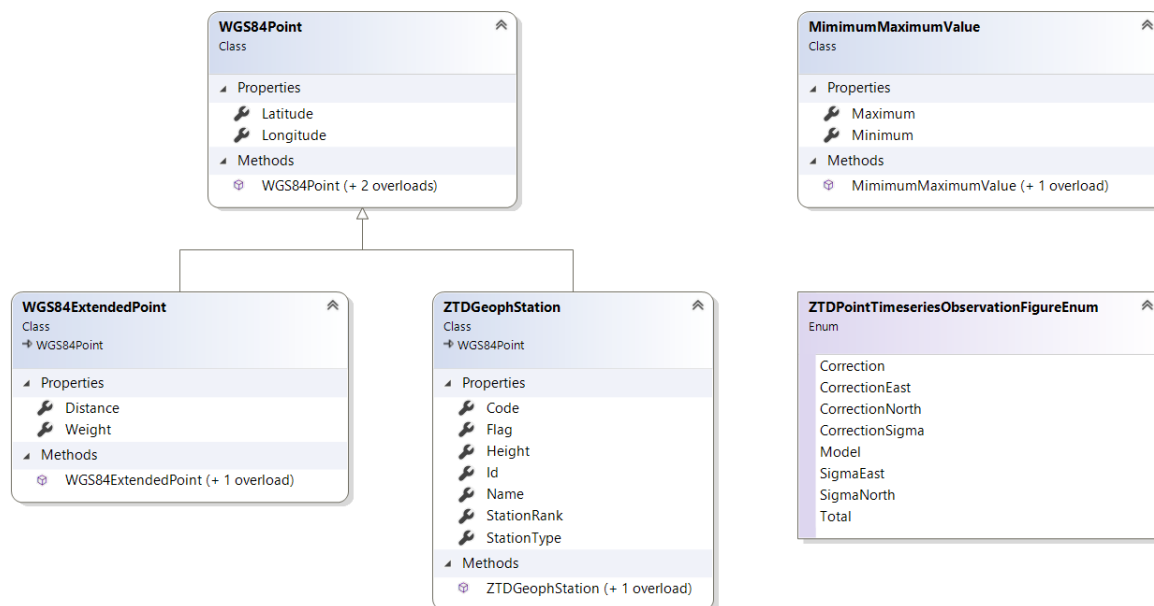 WGS84Point
Class
Properties
Latitude
Longitude
Methods
WGS84Point (+ 2 overloads)
MimimumMaximumValue
Class
Properties
Maximum
Minimum
Methods
MimimumMaximumValue (+ 1 overload)
WGS84ExtendedPoint
Class
WGS84Point
Properties
Distance
Weight
Methods
WGS84ExtendedPoint (+ 1 overload)
ZTDGeophStation
Class
WGS84Point
Properties
Code
Flag
Height
Id
Name
StationRank
StationType
Methods
ZTDGeophStation (+ 1 overload)
ZTDPointTimeseriesObservationFigureEnum
Enum
Correction
CorrectionEast
CorrectionNorth
CorrectionSigma
Model
SigmaEast
SigmaNorth
Total